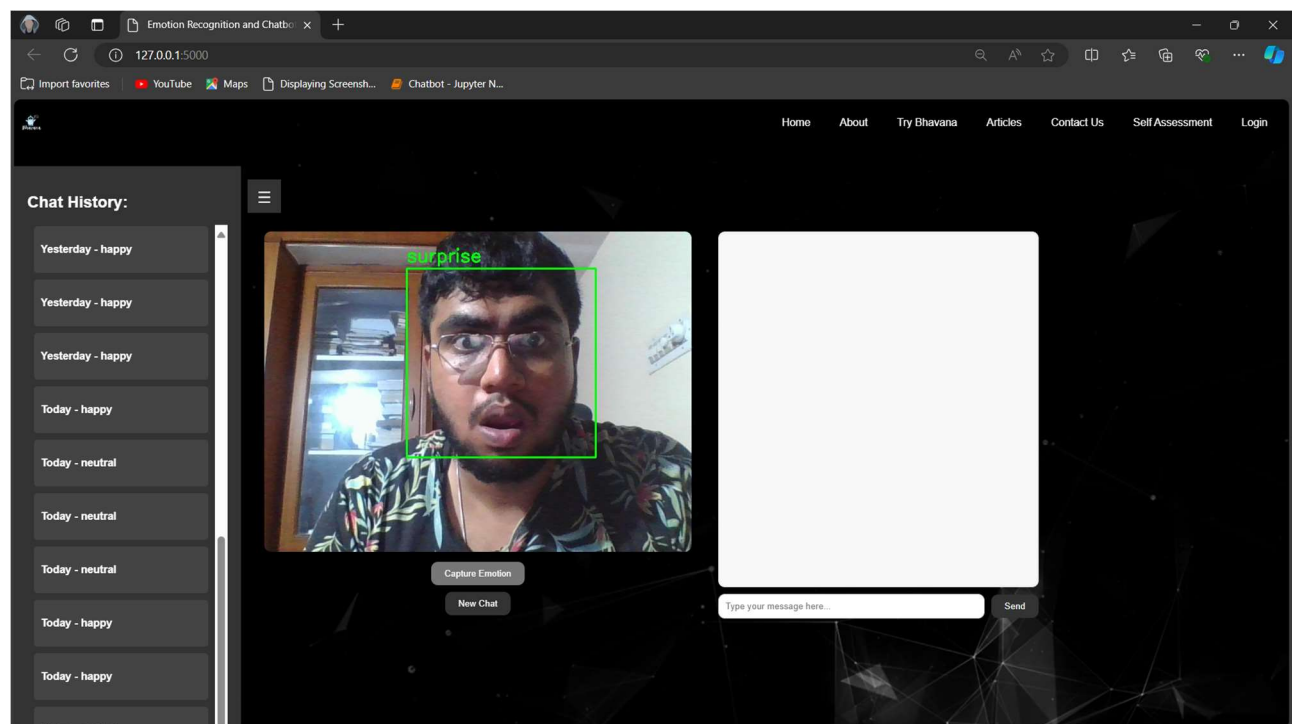 Emotion Recognition and Chatbo
127.0.0.1:5000
Import favorites
YouTube
Maps
Displaying Screensh...
Chatbot - Jupyter N...
Bhavana
Home
About
Try Bhavana
Articles
Contact Us
Self Assessment
Login
Chat History:
Yesterday - happy
Yesterday - happy
Yesterday - happy
Today - happy
Today - neutral
Today - neutral
Today - neutral
Today - happy
Today - happy
surprise
Capture Emotion
New Chat
Type your message here...
Send